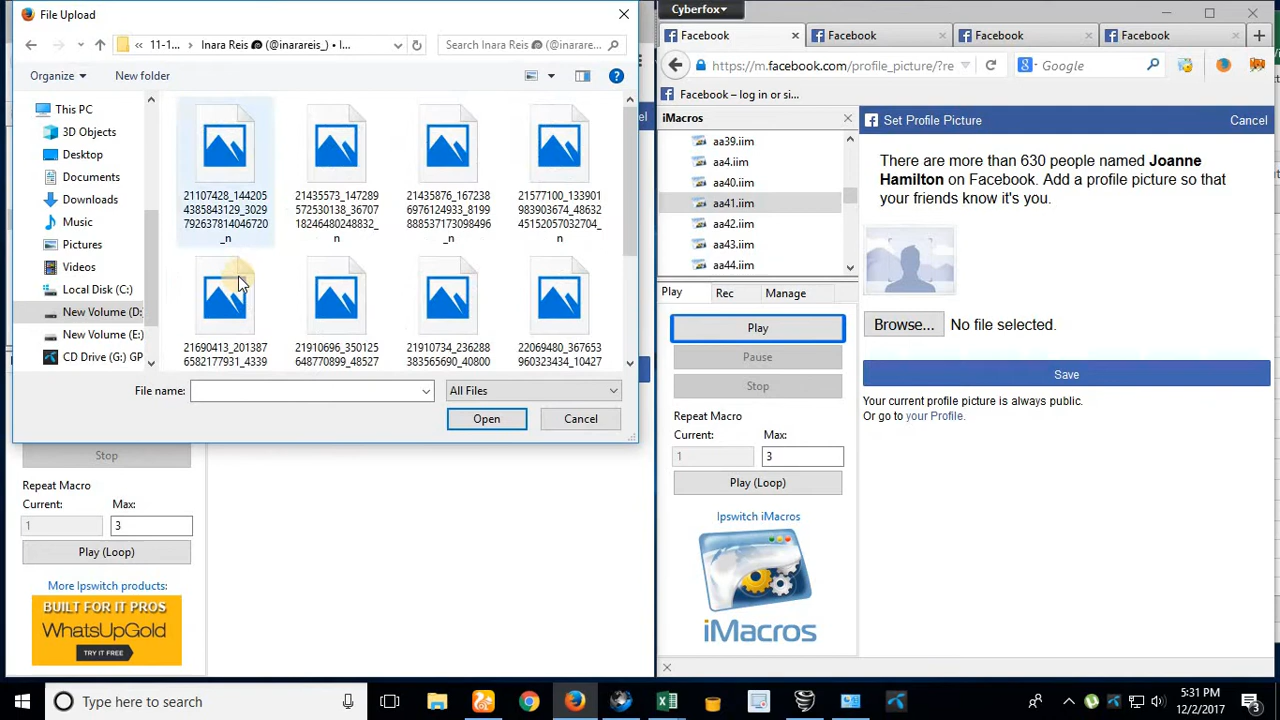 File Upload
11-1...
Inara Reis
(@inarareis_) • I...
Search Inara Reis
(@inarare...
Organize
New folder
This PC
3D Objects
Desktop
Documents
Downloads
Music
Pictures
Videos
Local Disk (C:)
New Volume (D:
New Volume (E:)
CD Drive (G:) GP
21107428_144205
4385843129_3029
792637814046720
_n
21435573_147289
572530138_36707
18246480248832_
n
21435876_167238
6976124933_8199
888537173098496
_n
21577100_133901
983903674_48632
45152057032704_
n
21690413_201387
6582177931_4339
21910696_350125
648770899_48527
21910734_236288
383565690_40800
22069480_367653
960323434_10427
File name:
All Files
Open
Cancel
Stop
Repeat Macro
Current:
Max:
1
3
Play (Loop)
More Ipswitch products:
BUILT FOR IT PROS
WhatsUpGold
TRY IT FREE
Cyberfox
Facebook
Facebook
Facebook
Facebook
https://m.facebook.com/profile_picture/?re
Google
Facebook – log in or si...
iMacros
aa39.iim
aa4.iim
aa40.iim
aa41.iim
aa42.iim
aa43.iim
aa44.iim
Play
Rec
Manage
Play
Pause
Stop
Repeat Macro
Current:
Max:
1
3
Play (Loop)
Ipswitch iMacros
iMacros
Set Profile Picture
Cancel
There are more than 630 people named Joanne
Hamilton on Facebook. Add a profile picture so that
your friends know it's you.
Browse...
No file selected.
Save
Your current profile picture is always public.
Or go to your Profile.
Type here to search
5:31 PM
12/2/2017
3